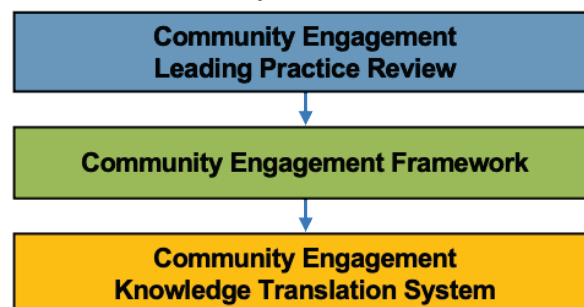 Community Engagement
Leading Practice Review
Community Engagement Framework
Community Engagement
Knowledge Translation System